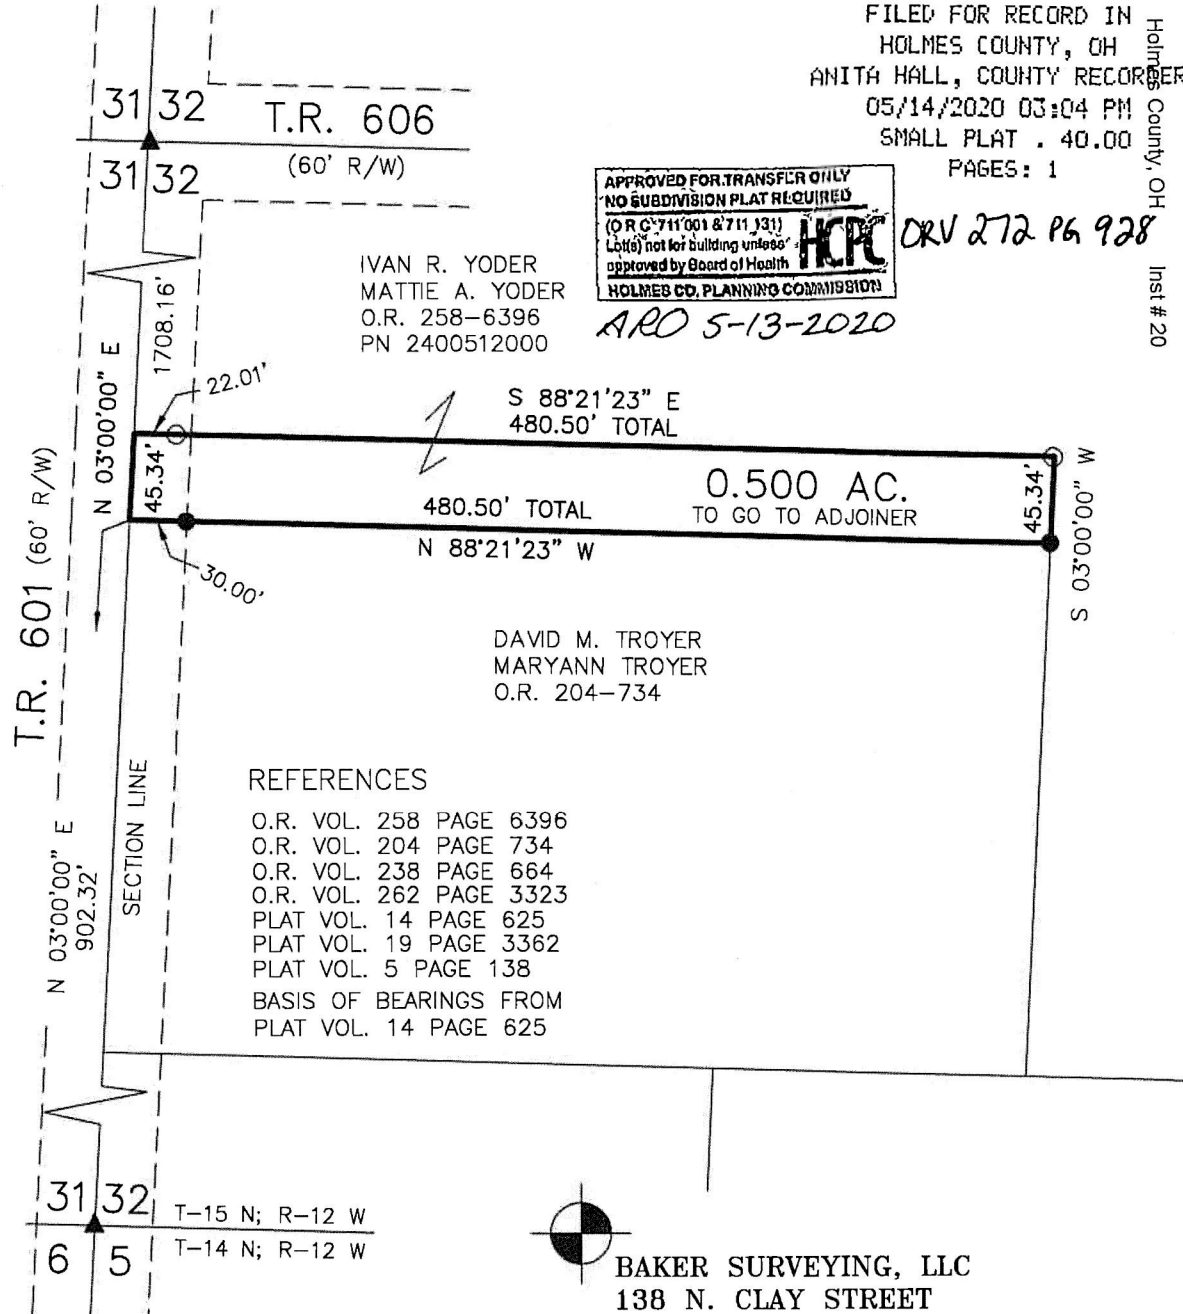 FILED FOR RECORD IN
HOLMES COUNTY, OH
ANITA HALL, COUNTY RECORDER
05/14/2020 03:04 PM
SMALL PLAT . 40.00
PAGES: 1
Holmes County, OH Inst # 20
ORV 272 PG 928
APPROVED FOR TRANSFER ONLY
NO SUBDIVISION PLAT REQUIRED
(O R C 711 001 & 711 131)
Lot(s) not for building unless
approved by Board of Health
HCPC
HOLMES CO. PLANNING COMMISSION
ARO 5-13-2020
31 32
T.R. 606
(60' R/W)
31 32
IVAN R. YODER
MATTIE A. YODER
O.R. 258-6396
PN 2400512000
1708.16'
N 03°00'00" E
22.01'
S 88°21'23" E
480.50' TOTAL
45.34'
0.500 AC.
TO GO TO ADJOINER
480.50' TOTAL
N 88°21'23" W
45.34'
S 03°00'00" W
30.00'
T.R. 601 (60' R/W)
DAVID M. TROYER
MARYANN TROYER
O.R. 204-734
SECTION LINE
N 03°00'00" E
902.32'
REFERENCES
O.R. VOL. 258 PAGE 6396
O.R. VOL. 204 PAGE 734
O.R. VOL. 238 PAGE 664
O.R. VOL. 262 PAGE 3323
PLAT VOL. 14 PAGE 625
PLAT VOL. 19 PAGE 3362
PLAT VOL. 5 PAGE 138
BASIS OF BEARINGS FROM
PLAT VOL. 14 PAGE 625
31 32
T-15 N; R-12 W
T-14 N; R-12 W
6 5
BAKER SURVEYING, LLC
138 N. CLAY STREET